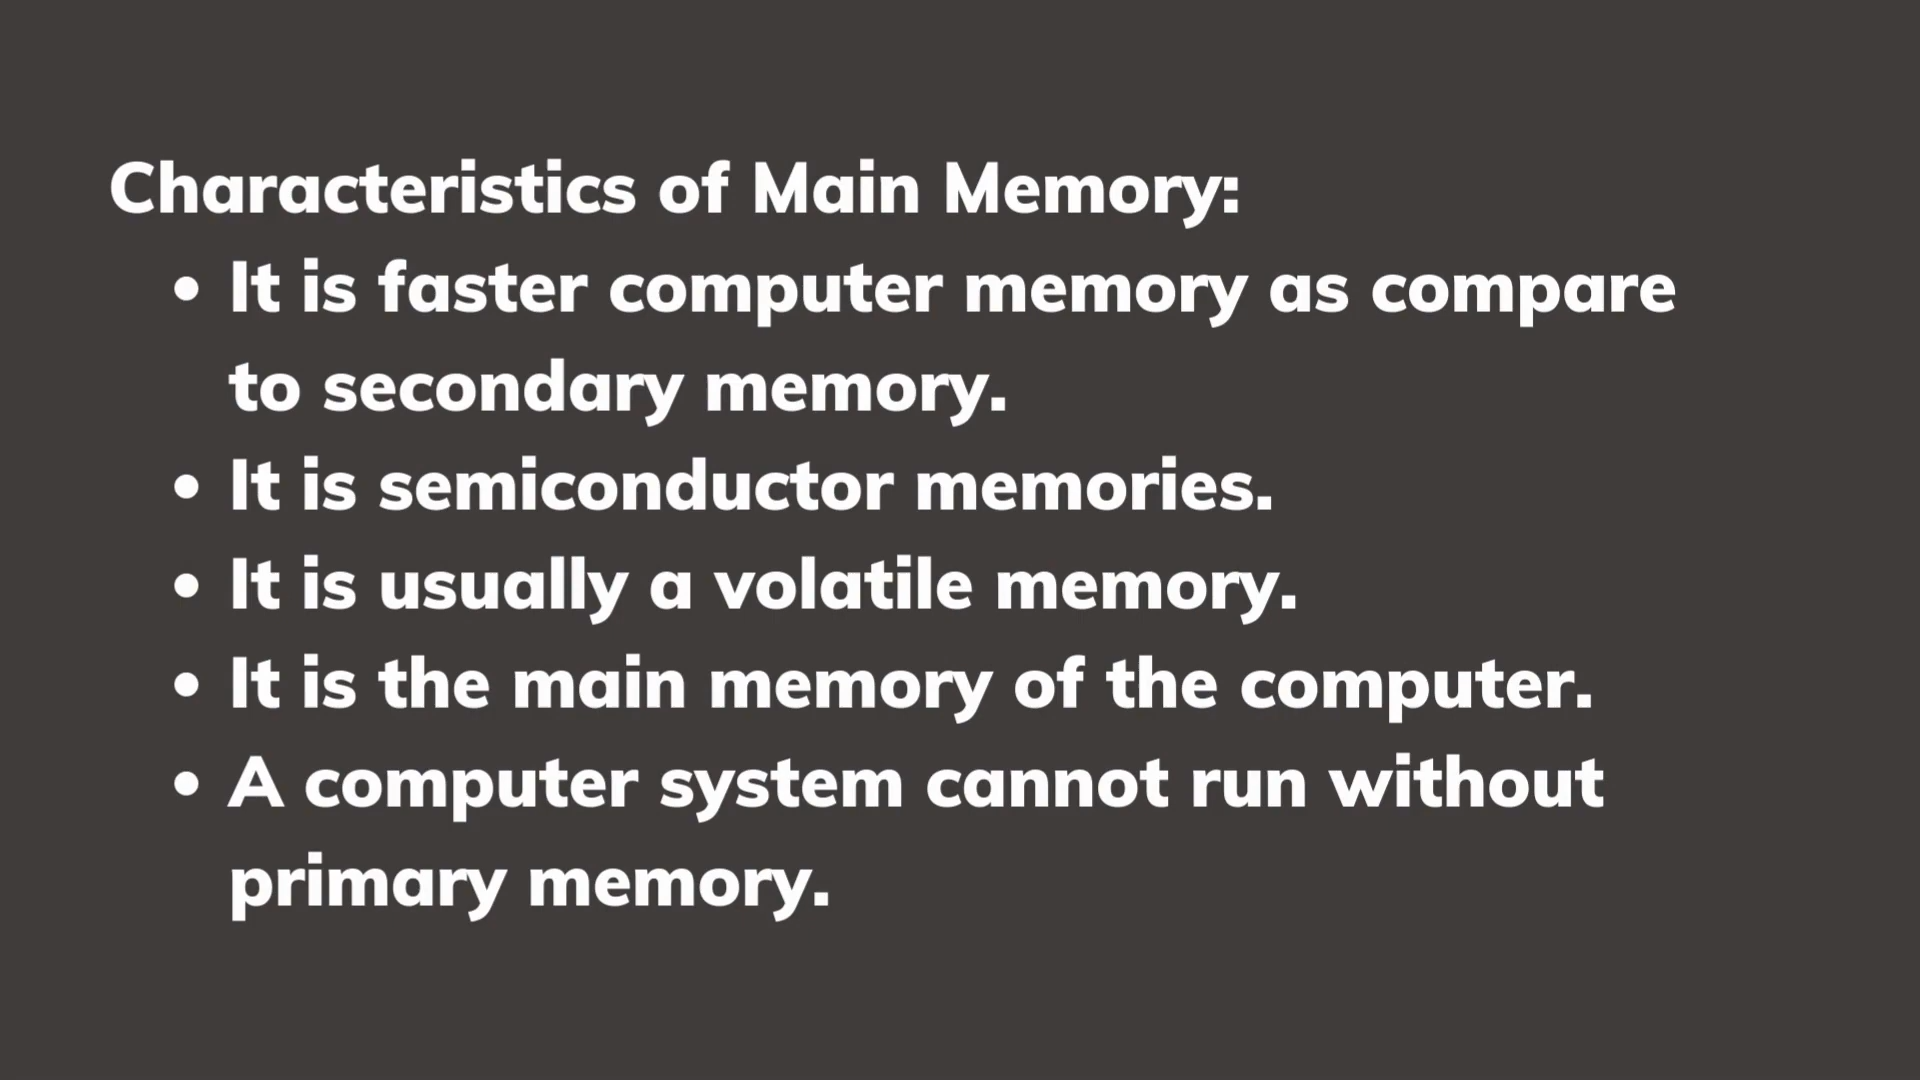 Characteristics of Main Memory:
• It is faster computer memory as compare
to secondary memory.
• It is semiconductor memories.
• It is usually a volatile memory.
• It is the main memory of the computer.
• A computer system cannot run without
primary memory.